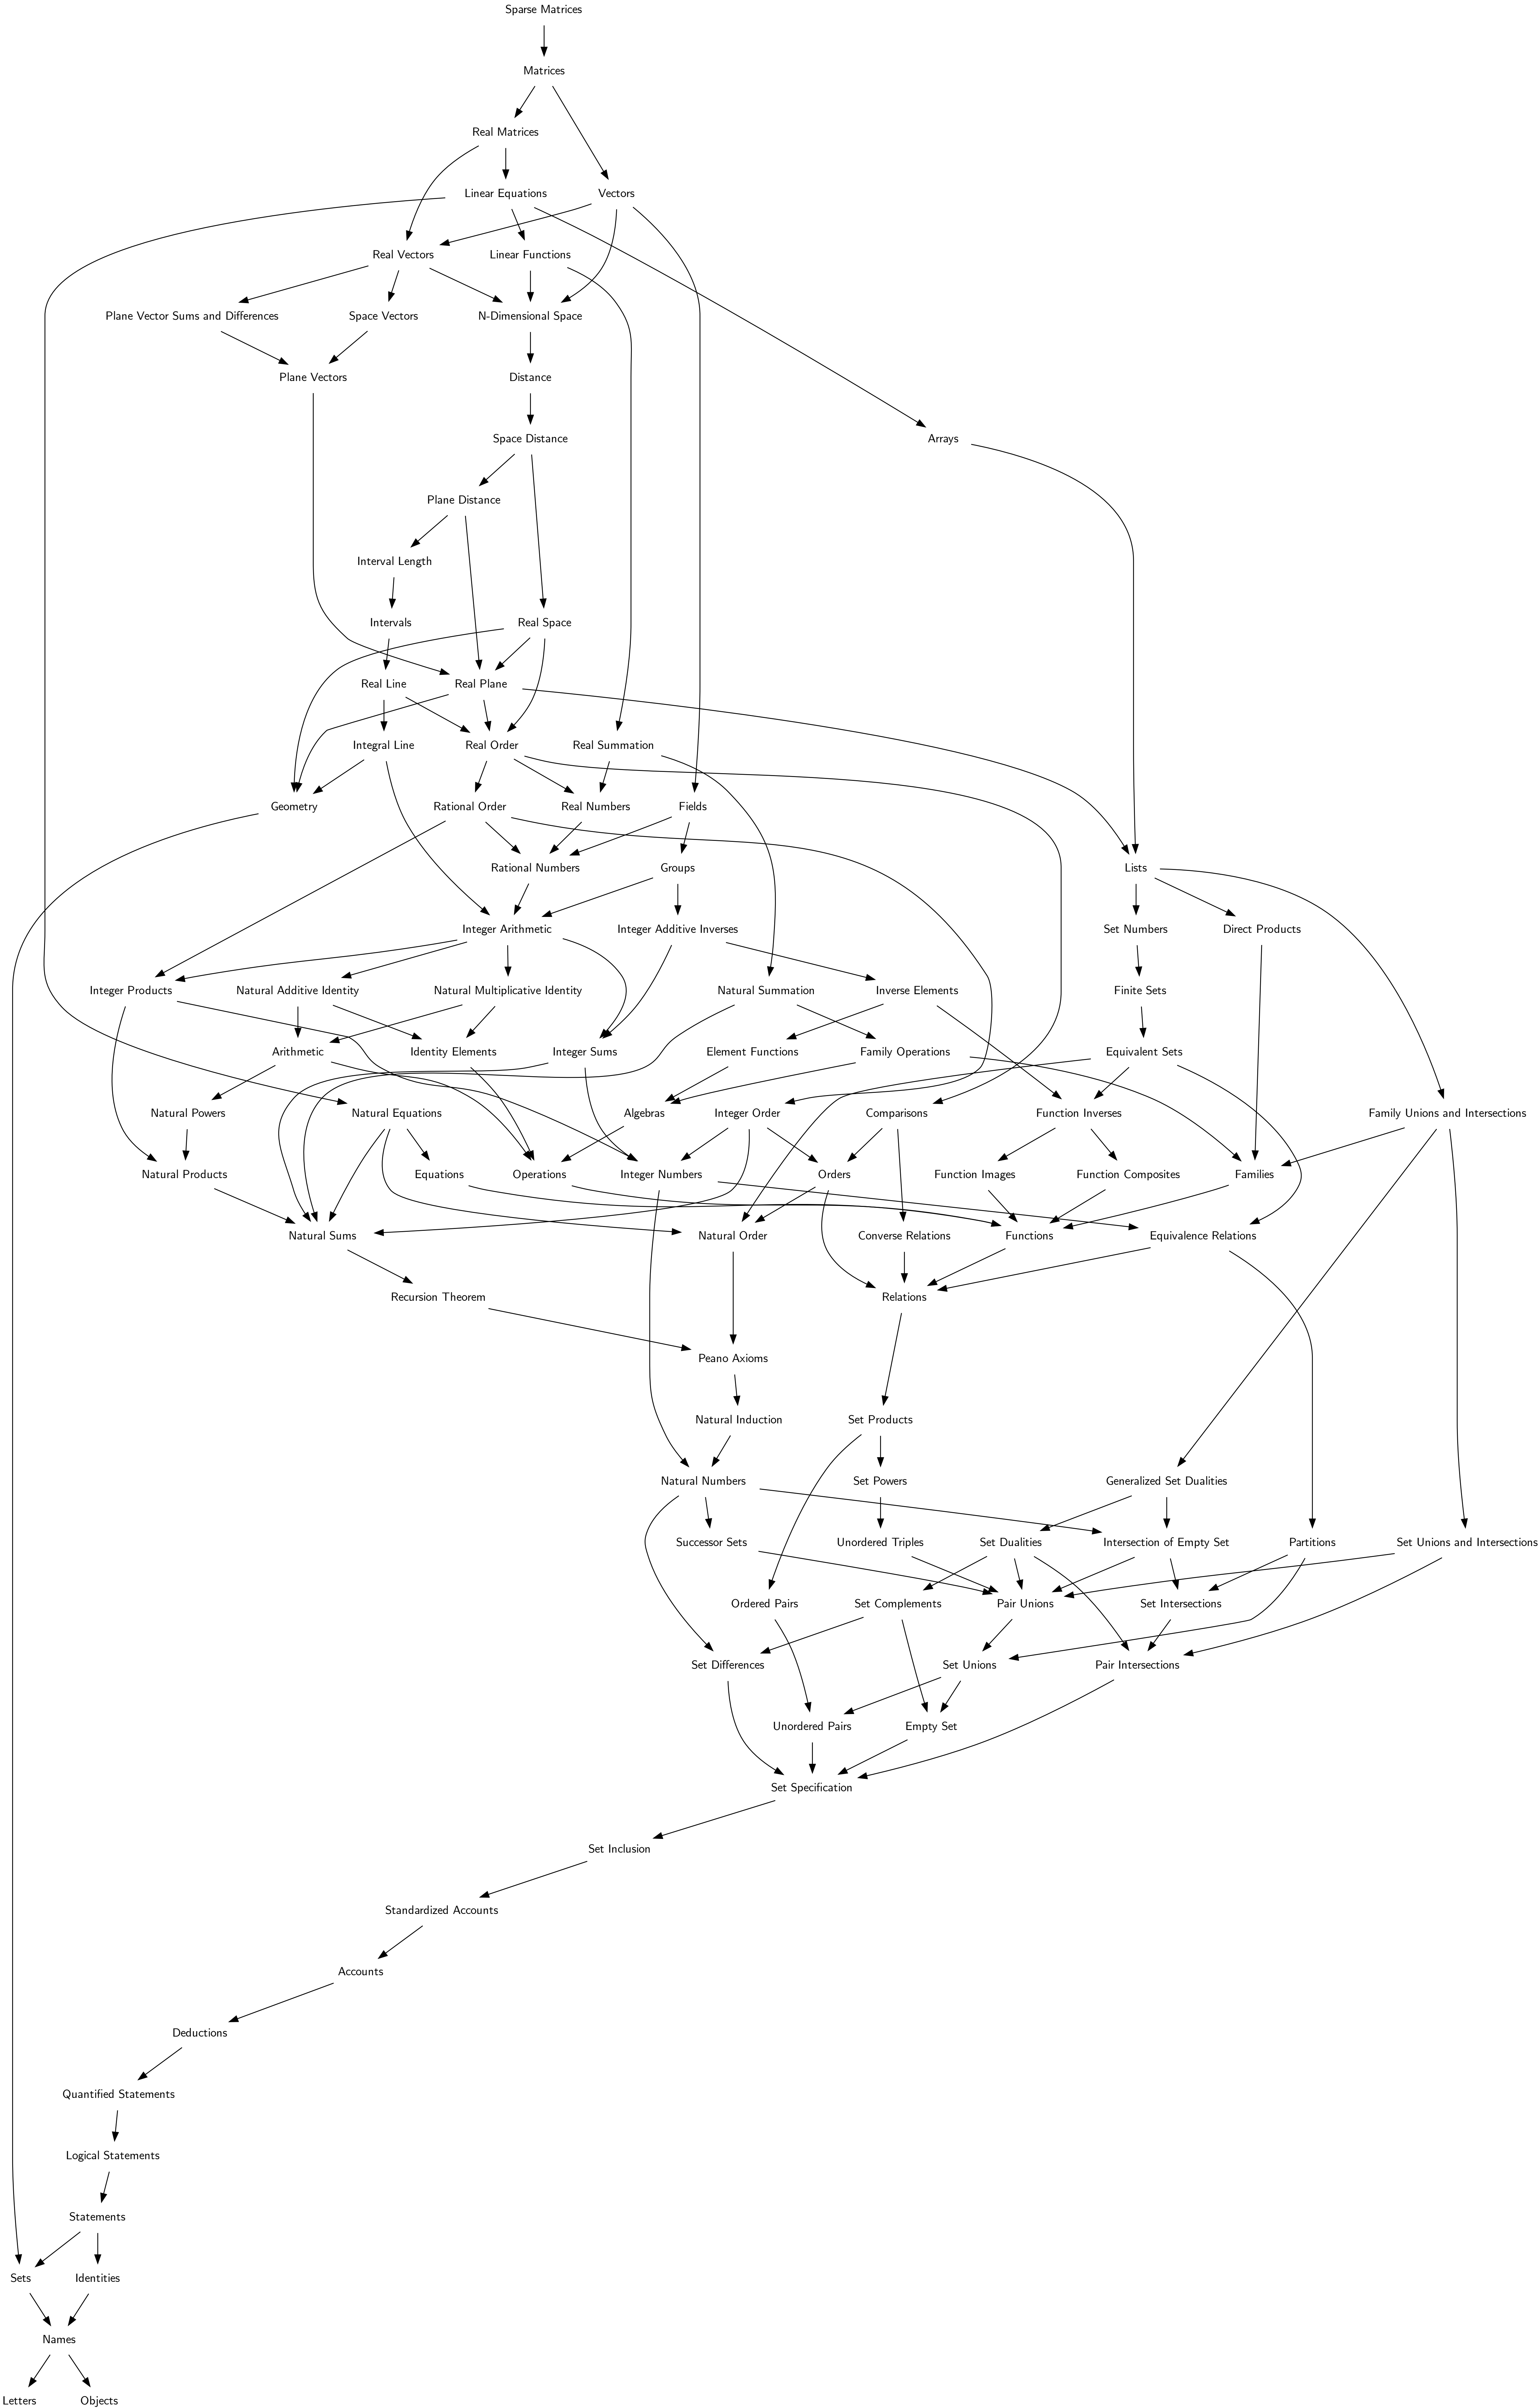 Sparse Matrices
Matrices
Real Matrices
Linear Equations
Vectors
Real Vectors
Linear Functions
Plane Vector Sums and Differences
Space Vectors
N-Dimensional Space
Plane Vectors
Distance
Space Distance
Arrays
Plane Distance
Interval Length
Intervals
Real Space
Real Line
Real Plane
Integral Line
Real Order
Real Summation
Geometry
Rational Order
Real Numbers
Fields
Rational Numbers
Groups
Lists
Integer Arithmetic
Integer Additive Inverses
Set Numbers
Direct Products
Integer Products
Natural Additive Identity
Natural Multiplicative Identity
Natural Summation
Inverse Elements
Finite Sets
Arithmetic
Identity Elements
Integer Sums
Element Functions
Family Operations
Equivalent Sets
Natural Powers
Natural Equations
Algebras
Integer Order
Comparisons
Function Inverses
Family Unions and Intersections
Natural Products
Equations
Operations
Integer Numbers
Orders
Function Images
Function Composites
Families
Natural Sums
Natural Order
Converse Relations
Functions
Equivalence Relations
Recursion Theorem
Relations
Peano Axioms
Natural Induction
Set Products
Natural Numbers
Set Powers
Generalized Set Dualities
Successor Sets
Unordered Triples
Set Dualities
Intersection of Empty Set
Partitions
Set Unions and Intersections
Ordered Pairs
Set Complements
Pair Unions
Set Intersections
Set Differences
Set Unions
Pair Intersections
Unordered Pairs
Empty Set
Set Specification
Set Inclusion
Standardized Accounts
Accounts
Deductions
Quantified Statements
Logical Statements
Statements
Sets
Identities
Names
Letters
Objects